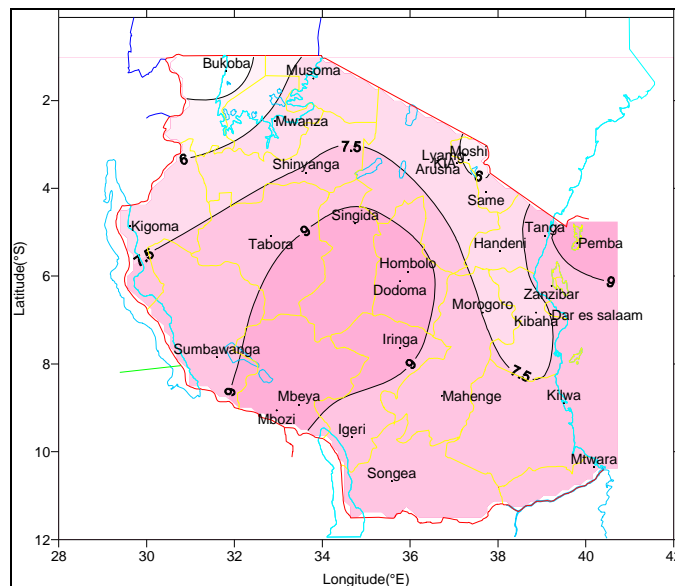 Bukoba
Musoma
2
Mwanza
6
7.5
Moshi
Lyamg
KIA
Arusha
6
Shinyanga
4
Same
Singida
Kigoma
Tanga
Tabora
Handeni
Pemba
7.5
9
Hombolo
6
Dodoma
Zanzibar
9
Morogoro
Kibaha
Dar es salaam
Iringa
Sumbawanga
8
9
7.5
9
Mbeya
Mahenge
Kilwa
Mbozi
Igeri
10
Mtwara
Songea
12
28 30 32 34 36 38 40 42
Latitude(°S)
Longitude(°E)